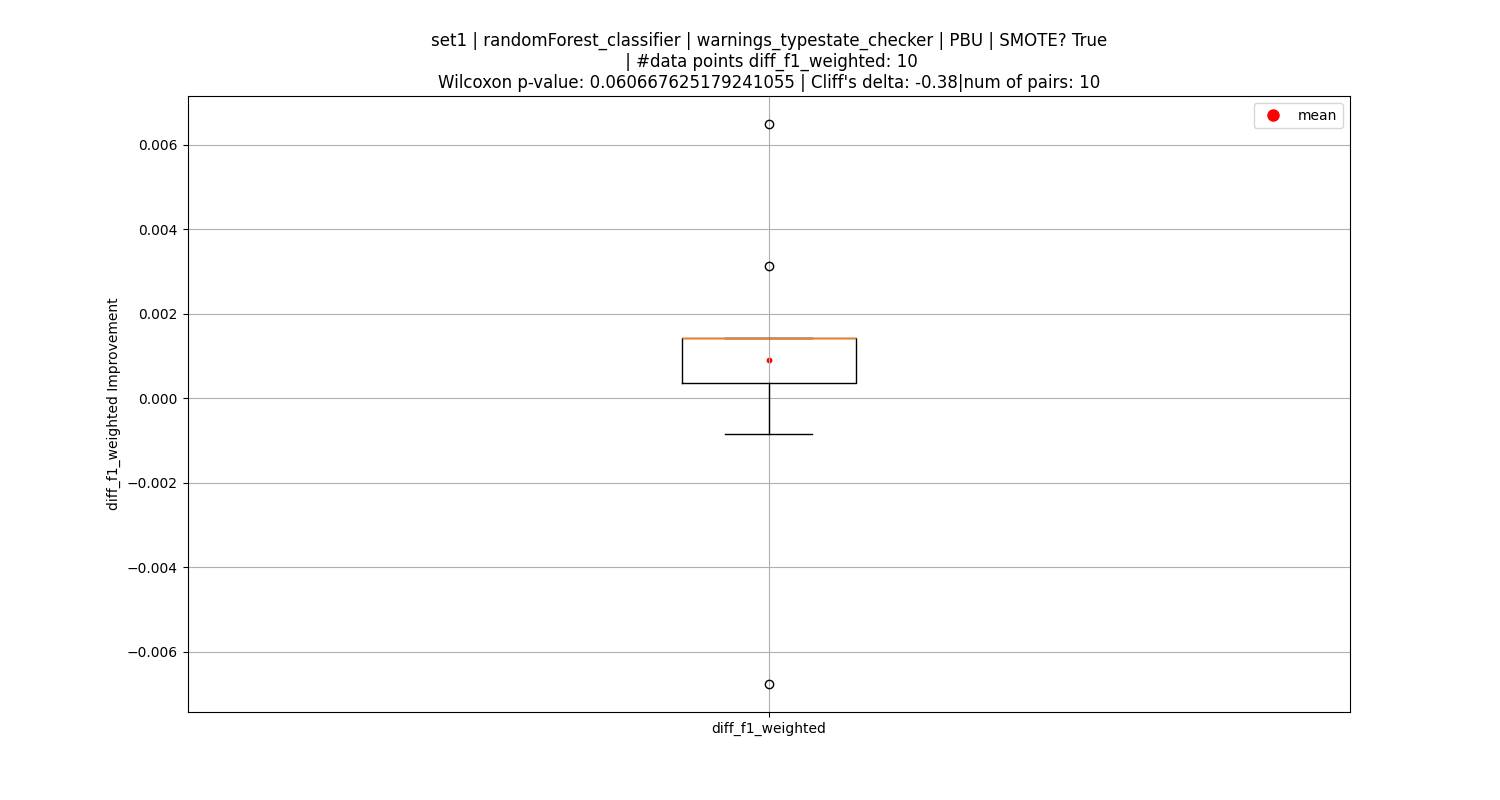 set1 | randomForest_classifier | warnings_typestate_checker | PBU | SMOTE? True
| #data points diff_f1_weighted: 10
Wilcoxon p-value: 0.060667625179241055 | Cliff's delta: -0.38|num of pairs: 10
mean
0.006
0.004
0.002
0.000
−0.002
−0.004
−0.006
diff_f1_weighted Improvement
diff_f1_weighted